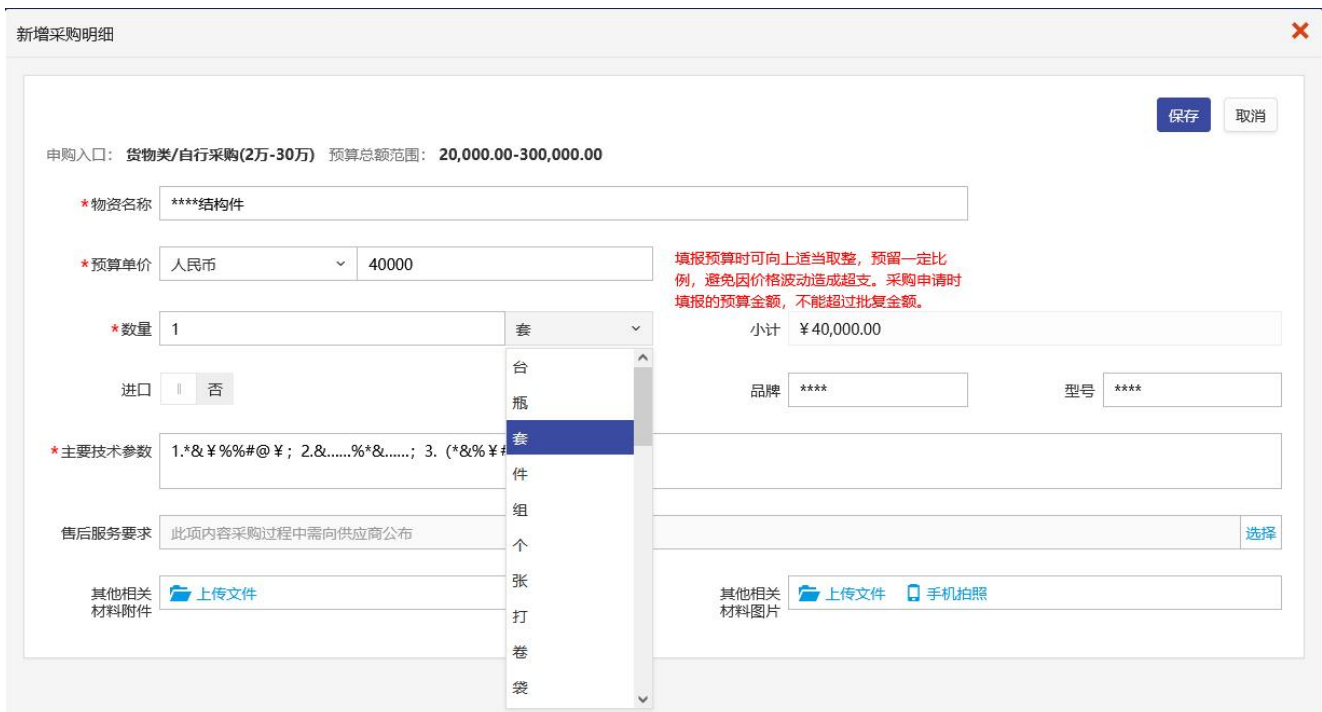 新增采购明细
保存 取消
申购入口： 货物类/自行采购(2万-30万) 预算总额范围： 20,000.00-300,000.00
*物资名称 ****结构件
*预算单价 人民币 40000
填报预算时可向上适当取整，预留一定比
例，避免因价格波动造成超支。采购申请时
填报的预算金额，不能超过批复金额。
*数量 1 套 小计 ¥40,000.00
台
进口 否 品牌 **** 型号 ****
瓶
套
*主要技术参数 1.*&¥%%#@¥；2.&......%*&......；3. (*&%¥#
件
组
售后服务要求 此项内容采购过程中需向供应商公布 选择
个
张
其他相关
材料附件
上传文件
其他相关
材料图片
上传文件 手机拍照
打
卷
袋